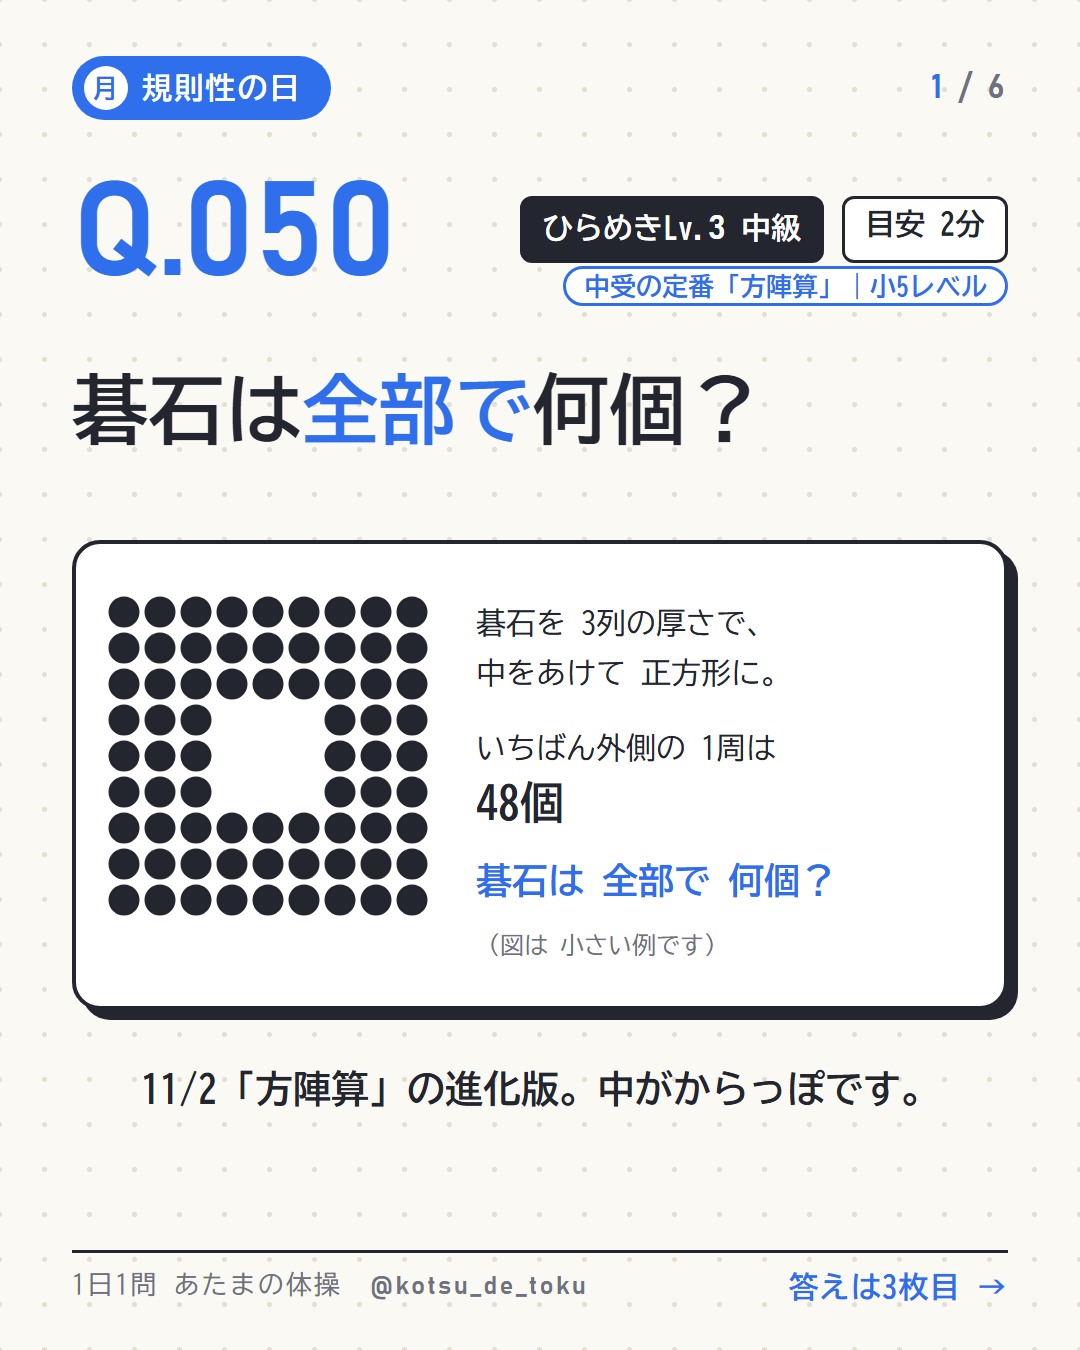 月 規則性の日
1 / 6
Q.050
ひらめきLv.3 中級
目安 2分
中受の定番「方陣算」｜小5レベル
碁石は全部で何個？
碁石を 3列の厚さで、
中をあけて 正方形に。
いちばん外側の 1周は
48個
碁石は 全部で 何個？
（図は 小さい例です）
11/2「方陣算」の進化版。中がからっぽです。
1日1問 あたまの体操 @kotsu_de_toku
答えは3枚目 →